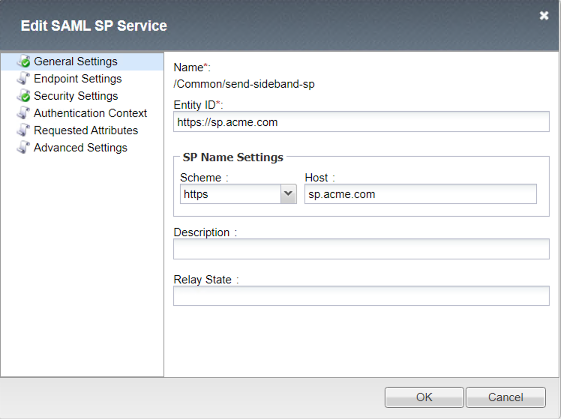 Edit SAML SP Service
General Settings
Endpoint Settings
Security Settings
Authentication Context
Requested Attributes
Advanced Settings
Name*:
/Common/send-sideband-sp
Entity ID*:
https://sp.acme.com
SP Name Settings
Scheme : Host :
https sp.acme.com
Description :
Relay State :
OK Cancel